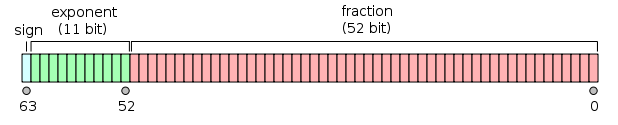 sign
exponent
(11 bit)
fraction
(52 bit)
63
52
0